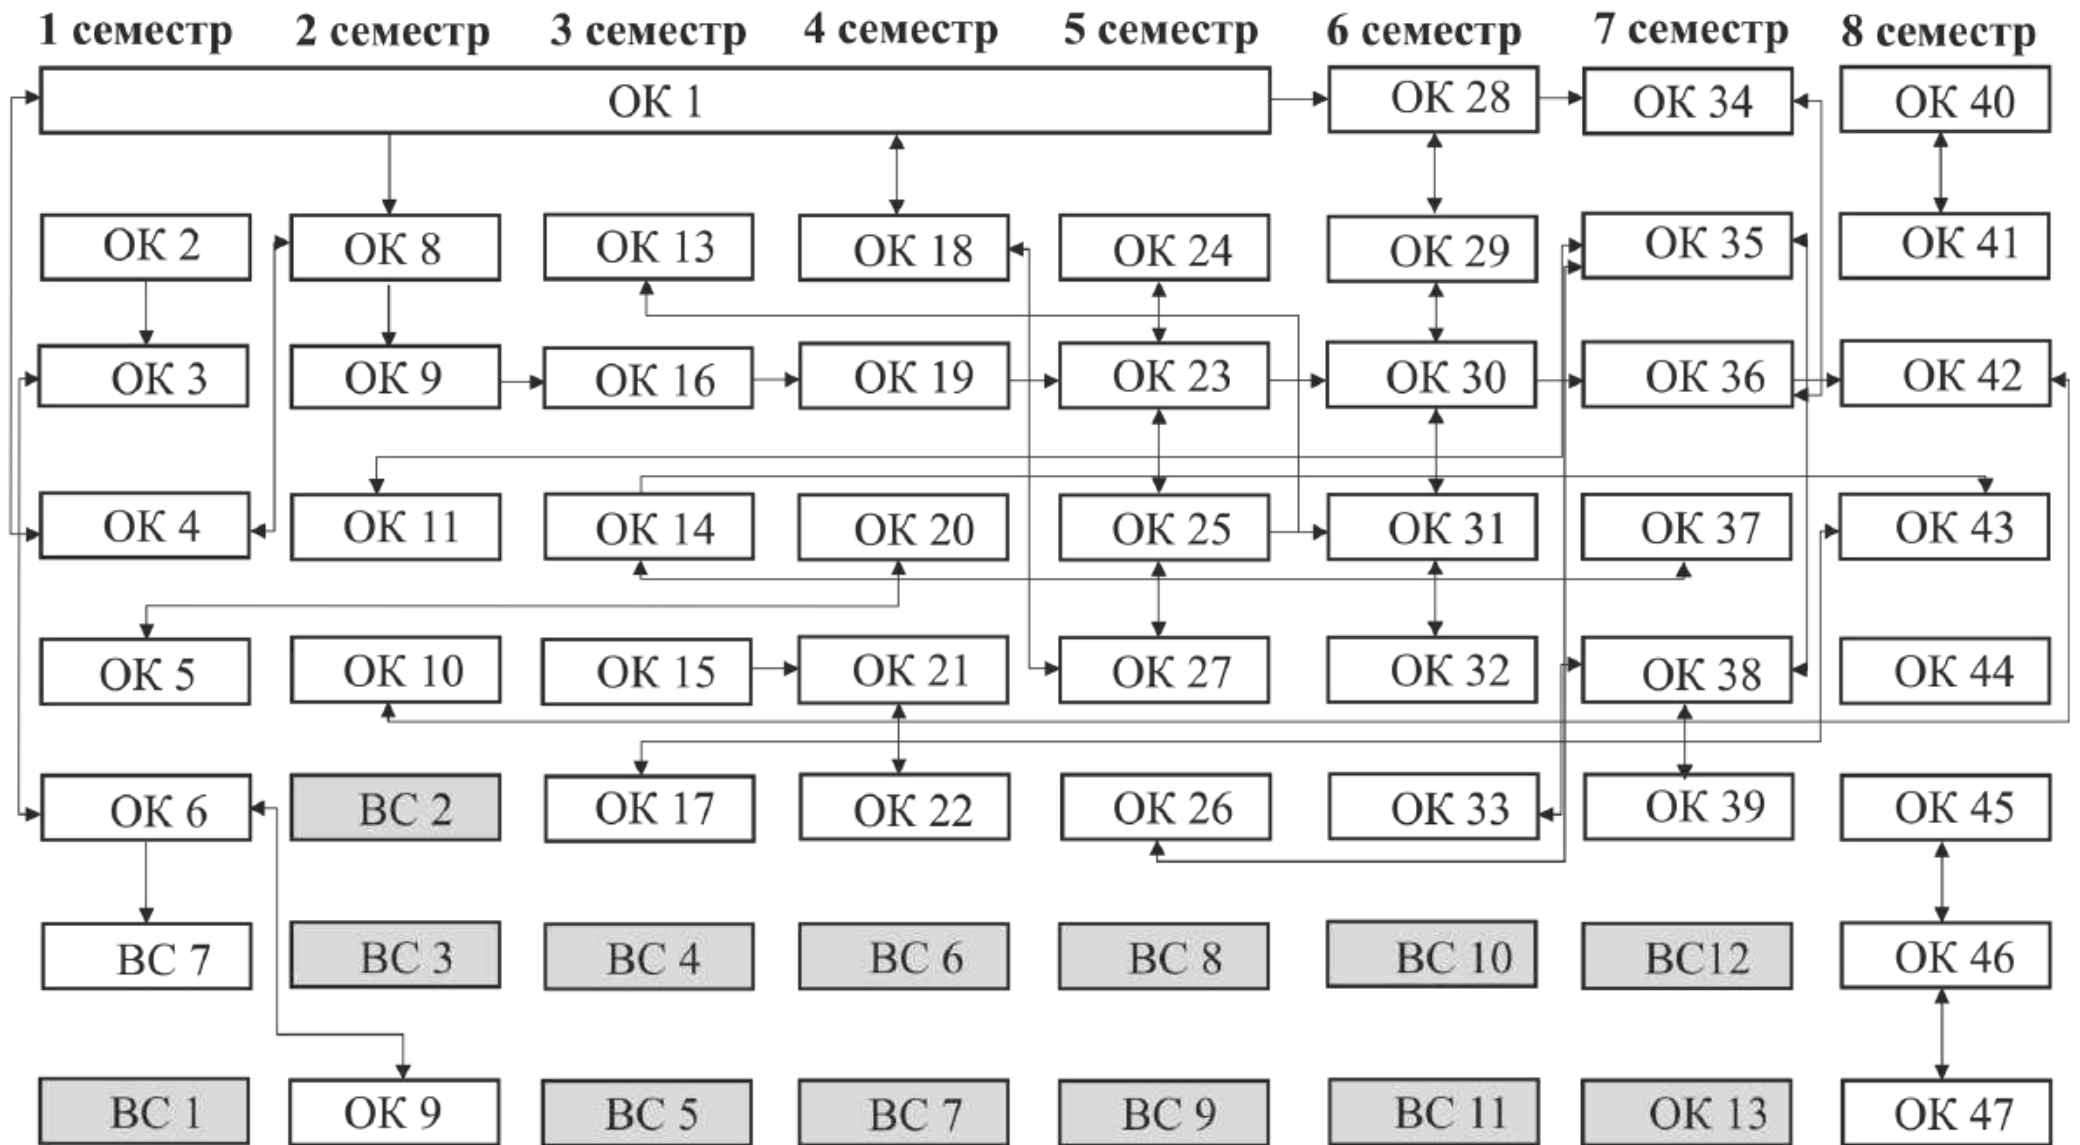 1 семестр 2 семестр 3 семестр 4 семестр 5 семестр 6 семестр 7 семестр 8 семестр
ОК 1 ОК 28 ОК 34 ОК 40
ОК 2 ОК 8 ОК 13 ОК 18 ОК 24 ОК 29 ОК 35 ОК 41
ОК 3 ОК 9 ОК 16 ОК 19 ОК 23 ОК 30 ОК 36 ОК 42
ОК 4 ОК 11 ОК 14 ОК 20 ОК 25 ОК 31 ОК 37 ОК 43
ОК 5 ОК 10 ОК 15 ОК 21 ОК 27 ОК 32 ОК 38 ОК 44
ОК 6 ВС 2 ОК 17 ОК 22 ОК 26 ОК 33 ОК 39 ОК 45
ВС 7 ВС 3 ВС 4 ВС 6 ВС 8 ВС 10 ВС12 ОК 46
ВС 1 ОК 9 ВС 5 ВС 7 ВС 9 ВС 11 ОК 13 ОК 47